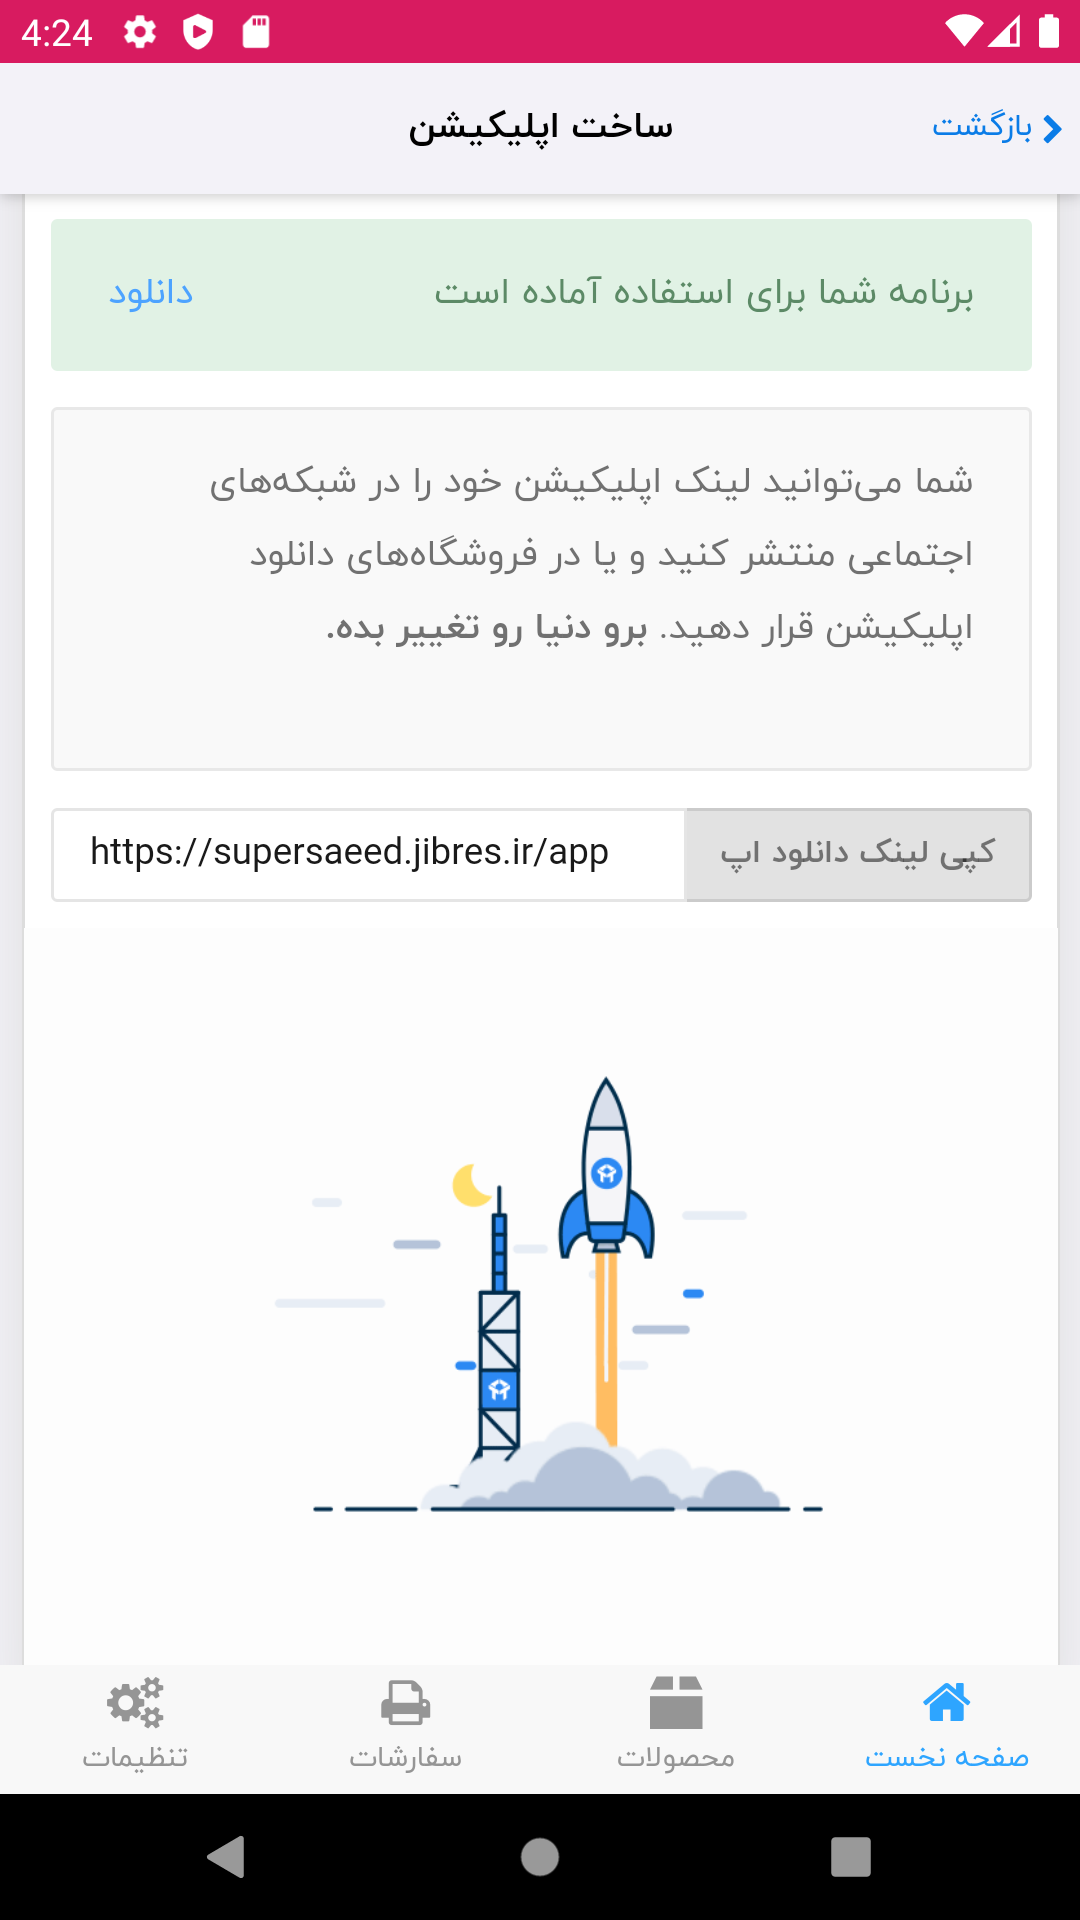 4:24
بازگشت
ساخت اپلیکیشن
برنامه شما برای استفاده آماده است
دانلود
شما می‌توانید لینک اپلیکیشن خود را در شبکه‌های
اجتماعی منتشر کنید و یا در فروشگاه‌های دانلود
اپلیکیشن قرار دهید. برو دنیا رو تغییر بده.
کپی لینک دانلود اپ
https://supersaeed.jibres.ir/app
صفحه نخست
محصولات
سفارشات
تنظیمات